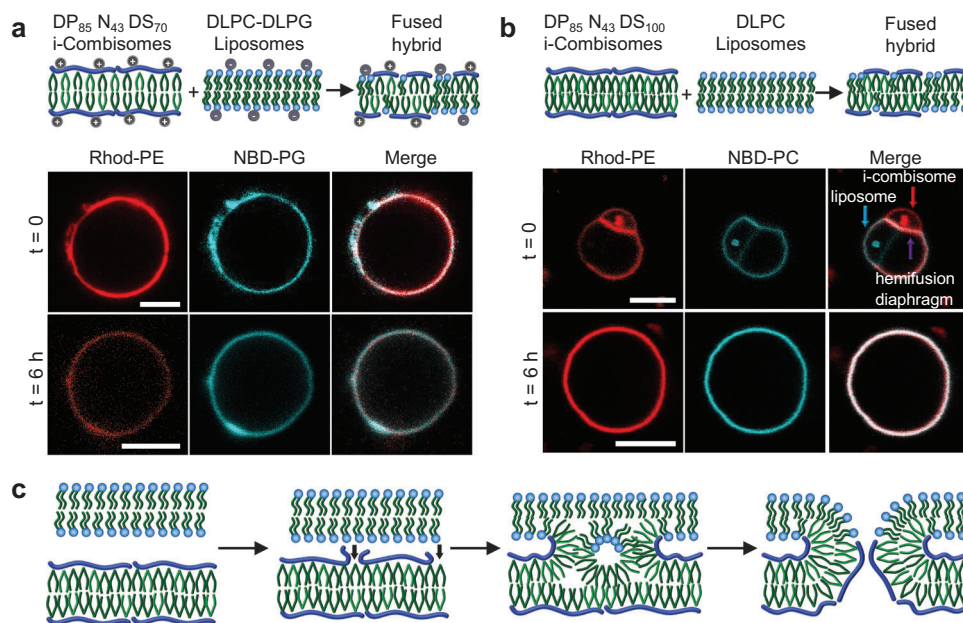 a
DP85 N43 DS70
i-Combisomes
DLPC-DLPG
Liposomes
Fused
hybrid
+
Rhod-PE
NBD-PG
Merge
t = 0
t = 6 h
b
DP85 N43 DS100
i-Combisomes
DLPC
Liposomes
Fused
hybrid
+
Rhod-PE
NBD-PC
Merge
t = 0
i-combisome
liposome
hemifusion
diaphragm
t = 6 h
c